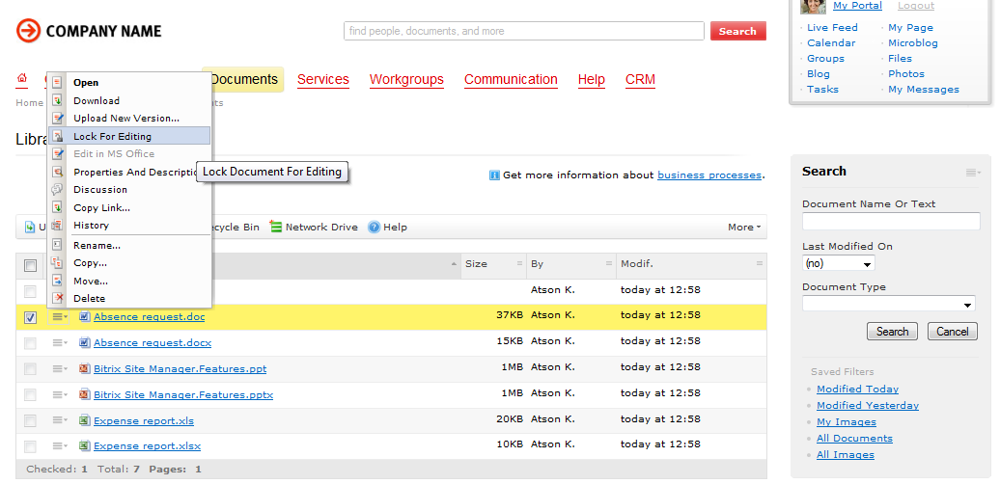 COMPANY NAME
find people, documents, and more
Search
My Portal Logout
Live Feed My Page
Calendar Microblog
Groups Files
Blog Photos
Tasks My Messages
Documents Services Workgroups Communication Help CRM
Home
Open
Download
Upload New Version...
Lock For Editing
Edit in MS Office
Properties And Descriptio
Lock Document For Editing
Discussion
Copy Link...
History
Rename...
Copy...
Move...
Delete
Get more information about business processes.
ecycle Bin Network Drive Help More
Size By Modif.
Atson K. today at 12:58
Absence request.doc 37KB Atson K. today at 12:58
Absence request.docx 15KB Atson K. today at 12:58
Bitrix Site Manager.Features.ppt 1MB Atson K. today at 12:58
Bitrix Site Manager.Features.pptx 1MB Atson K. today at 12:58
Expense report.xls 20KB Atson K. today at 12:58
Expense report.xlsx 10KB Atson K. today at 12:58
Checked: 1 Total: 7 Pages: 1
Search
Document Name Or Text
Last Modified On
(no)
Document Type
Search Cancel
Saved Filters
Modified Today
Modified Yesterday
My Images
All Documents
All Images